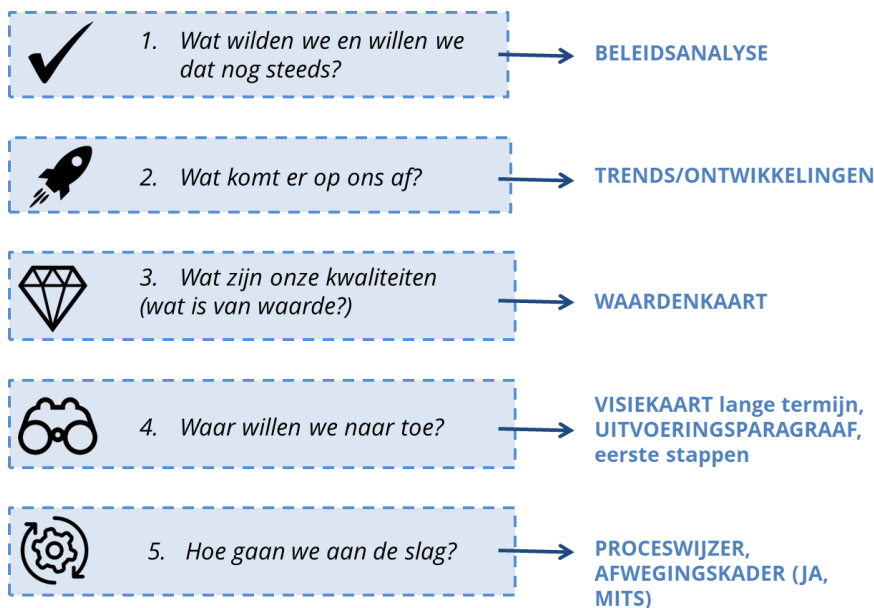 1. Wat wilden we en willen we
dat nog steeds?
BELEIDSANALYSE
2. Wat komt er op ons af?
TRENDS/ONTWIKKELINGEN
3. Wat zijn onze kwaliteiten
(wat is van waarde?)
WAARDENKAART
4. Waar willen we naar toe?
VISIEKAART lange termijn,
UITVOERINGSPARAGRAAF,
eerste stappen
5. Hoe gaan we aan de slag?
PROCESWIJZER,
AFWEGINGSKADER (JA,
MITS)